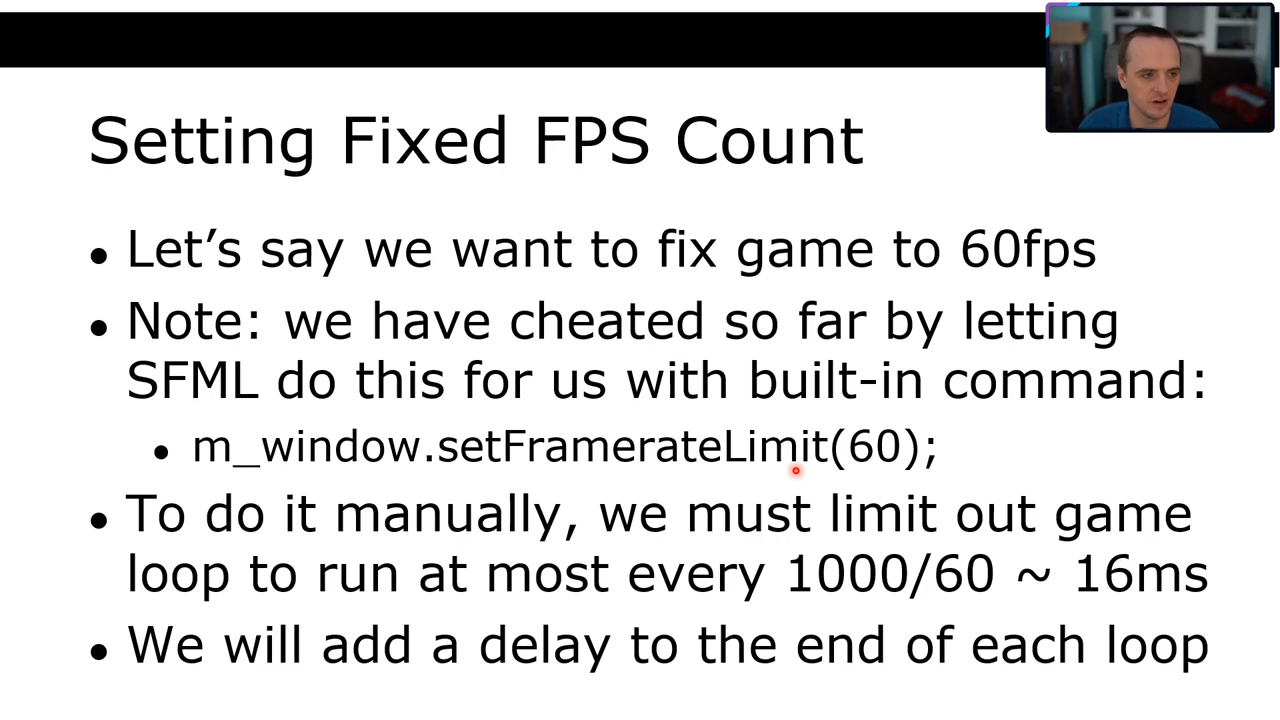 Setting Fixed FPS Count
• Let’s say we want to fix game to 60fps
• Note: we have cheated so far by letting
SFML do this for us with built-in command:
• m_window.setFramerateLimit(60);
• To do it manually, we must limit out game
loop to run at most every 1000/60 ~ 16ms
• We will add a delay to the end of each loop